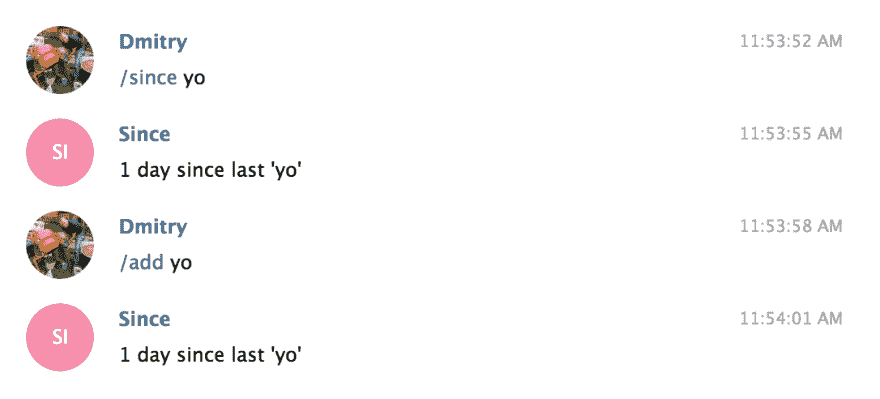 Dmitry 11:53:52 AM
/since yo
SI Since 11:53:55 AM
1 day since last 'yo'
Dmitry 11:53:58 AM
/add yo
SI Since 11:54:01 AM
1 day since last 'yo'